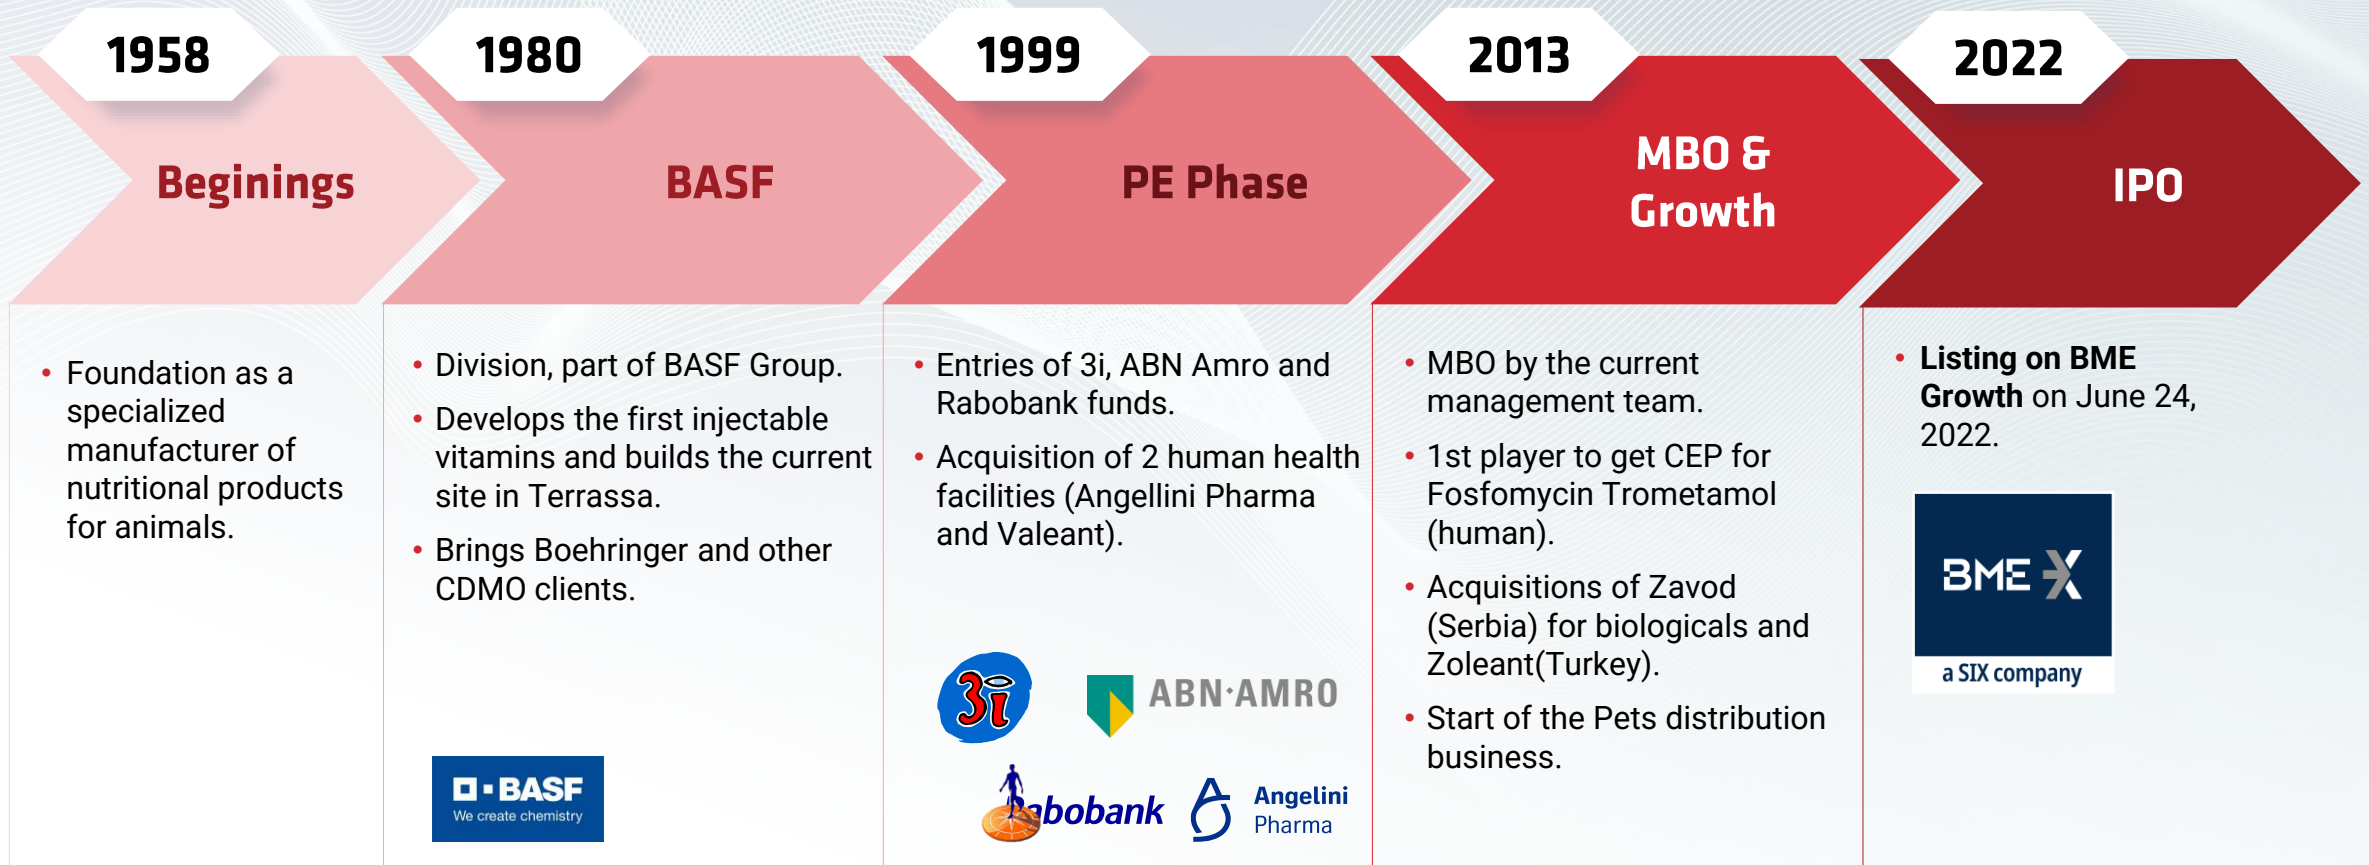 1958
Beginings
• Foundation as a
specialized
manufacturer of
nutritional products
for animals.
1980
BASF
• Division, part of BASF Group.
• Develops the first injectable
vitamins and builds the current
site in Terrassa.
• Brings Boehringer and other
CDMO clients.
BASF
We create chemistry
1999
PE Phase
• Entries of 3i, ABN Amro and
Rabobank funds.
• Acquisition of 2 human health
facilities (Angellini Pharma
and Valeant).
3i
ABN·AMRO
Rabobank
Angelini
Pharma
2013
MBO &
Growth
• MBO by the current
management team.
• 1st player to get CEP for
Fosfomycin Trometamol
(human).
• Acquisitions of Zavod
(Serbia) for biologicals and
Zoleant(Turkey).
• Start of the Pets distribution
business.
2022
IPO
• Listing on BME
Growth on June 24,
2022.
BME X
a SIX company